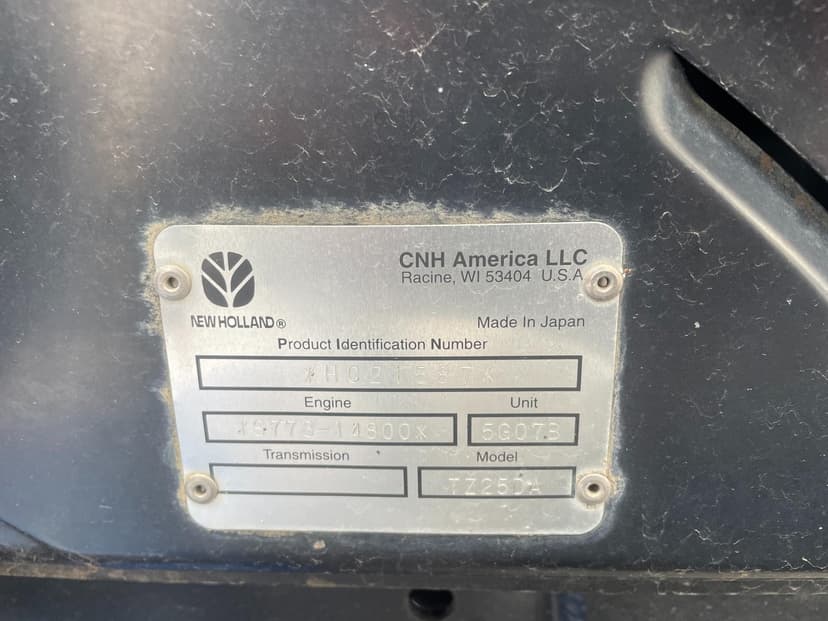 CNH America LLC
Racine, WI 53404 U.S.A
NEW HOLLAND®
Made In Japan
Product Identification Number
Engine
Unit
5G07B
Transmission
Model
TZ25DA